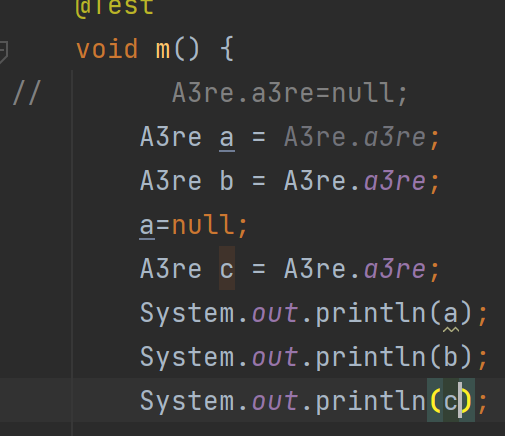 @Test
void m() {
//        A3re.a3re=null;
A3re a = A3re.a3re;
A3re b = A3re.a3re;
a=null;
A3re c = A3re.a3re;
System.out.println(a);
System.out.println(b);
System.out.println(c);